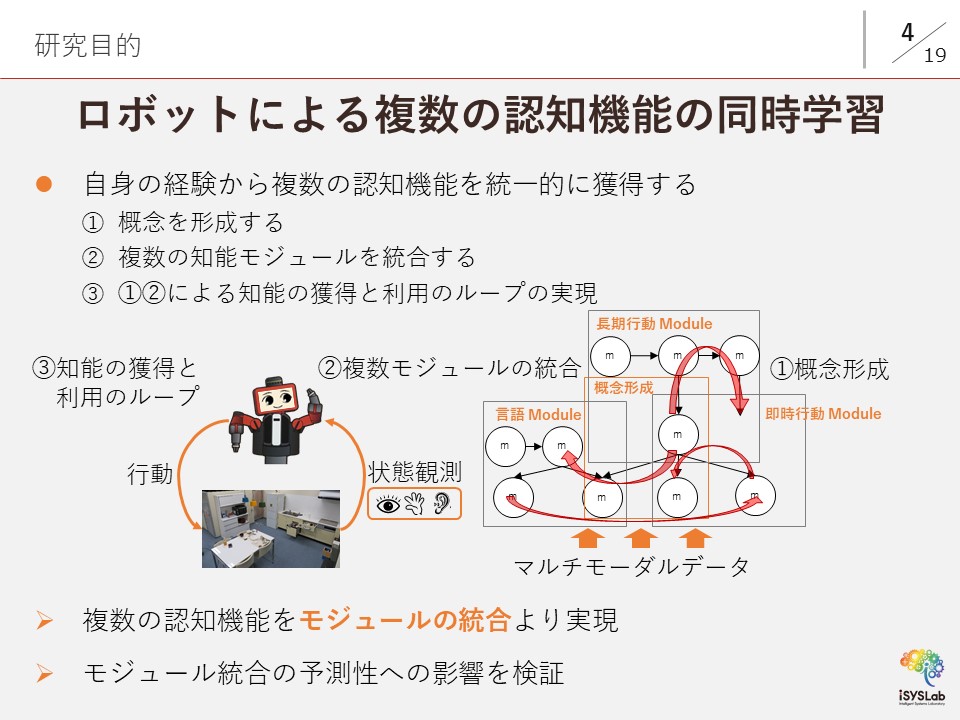 研究目的
4
19
ロボットによる複数の認知機能の同時学習
自身の経験から複数の認知機能を統一的に獲得する
① 概念を形成する
② 複数の知能モジュールを統合する
③ ①②による知能の獲得と利用のループの実現
③知能の獲得と
利用のループ
行動
状態観測
②複数モジュールの統合
長期行動 Module
m
m
m
①概念形成
概念形成
言語 Module
即時行動 Module
m
m
m
m
m
m
m
マルチモーダルデータ
複数の認知機能をモジュールの統合より実現
モジュール統合の予測性への影響を検証
iSYSLab
Intelligent Systems Laboratory